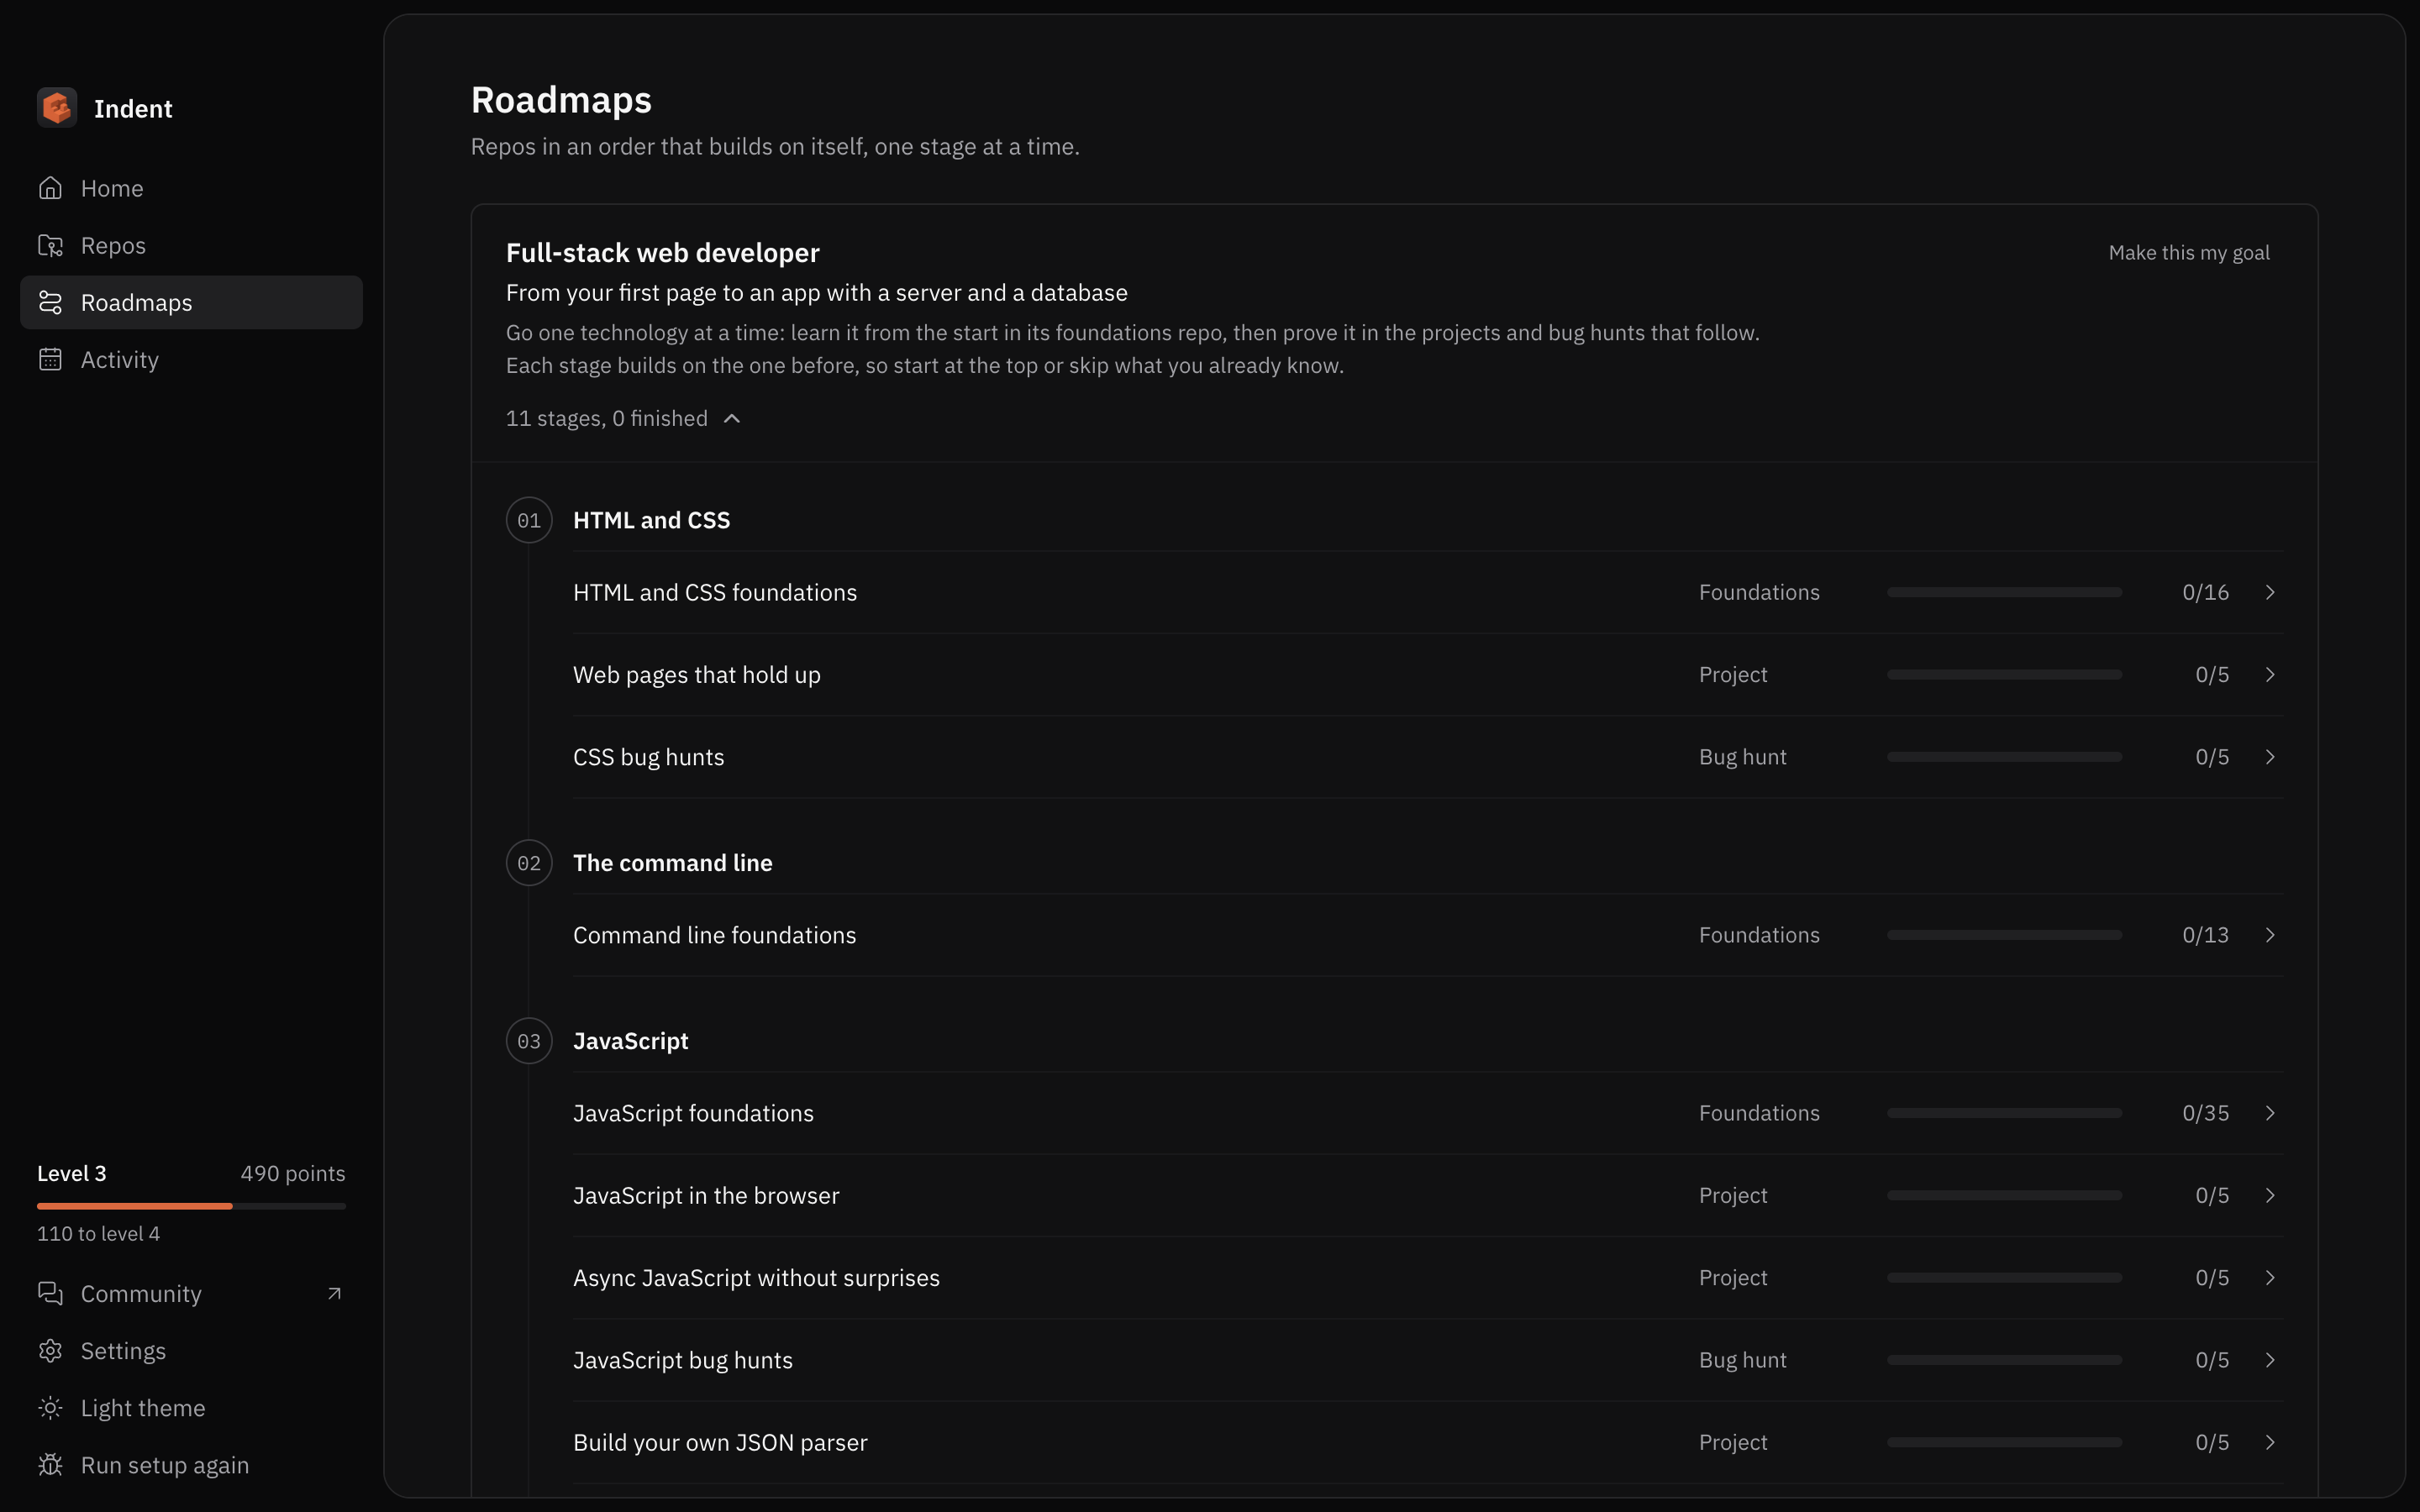 Indent
Home
Repos
Roadmaps
Activity
Level 3 490 points
110 to level 4
Community
Settings
Light theme
Run setup again
Roadmaps
Repos in an order that builds on itself, one stage at a time.
Full-stack web developer
Make this my goal
From your first page to an app with a server and a database
Go one technology at a time: learn it from the start in its foundations repo, then prove it in the projects and bug hunts that follow.
Each stage builds on the one before, so start at the top or skip what you already know.
11 stages, 0 finished
01 HTML and CSS
HTML and CSS foundations Foundations 0/16
Web pages that hold up Project 0/5
CSS bug hunts Bug hunt 0/5
02 The command line
Command line foundations Foundations 0/13
03 JavaScript
JavaScript foundations Foundations 0/35
JavaScript in the browser Project 0/5
Async JavaScript without surprises Project 0/5
JavaScript bug hunts Bug hunt 0/5
Build your own JSON parser Project 0/5